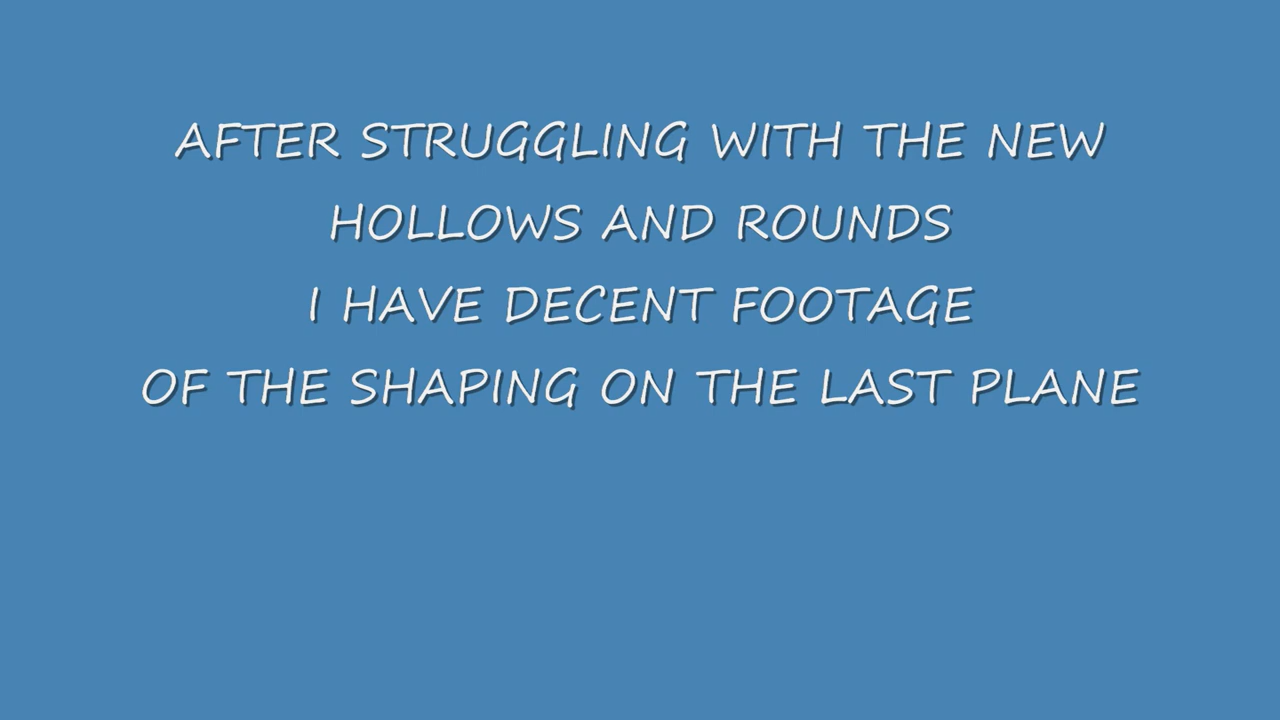 AFTER STRUGGLING WITH THE NEW
HOLLOWS AND ROUNDS
I HAVE DECENT FOOTAGE
OF THE SHAPING ON THE LAST PLANE